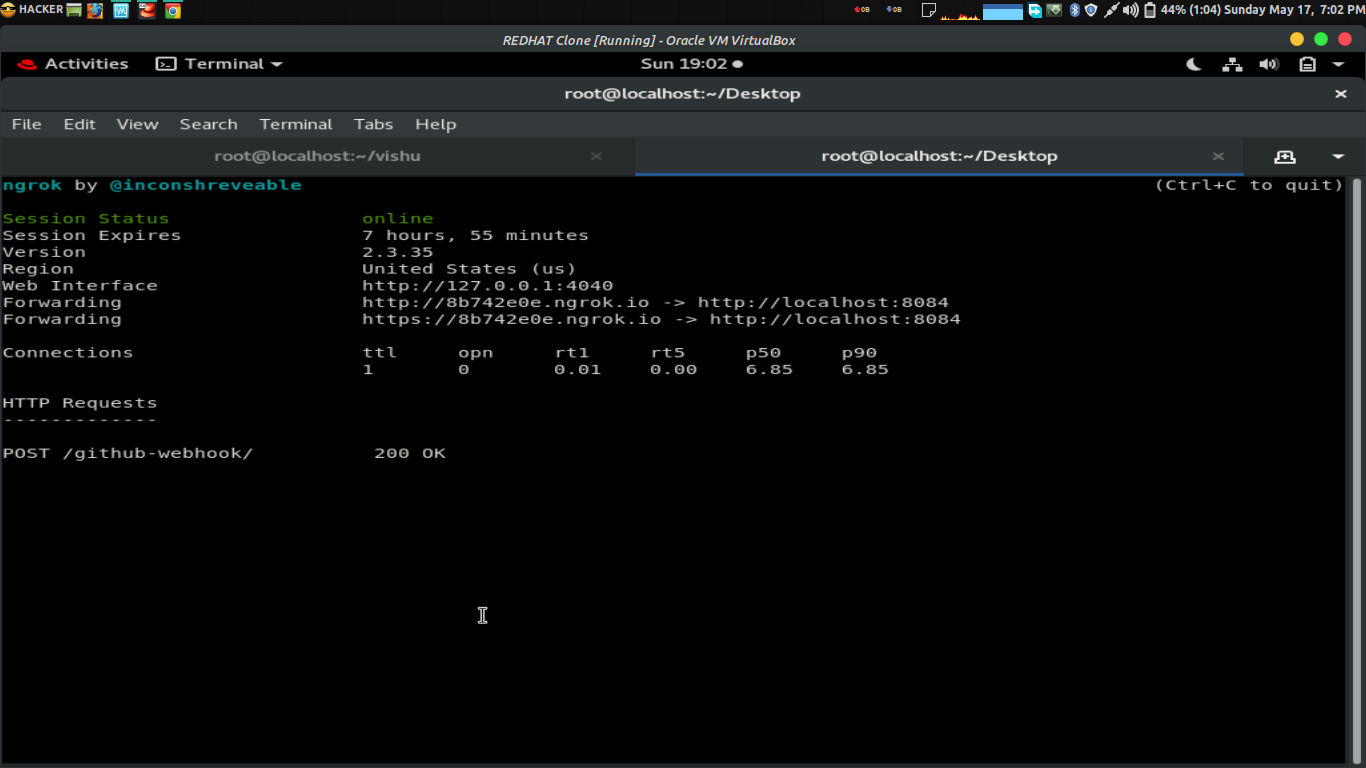 HACKER 0B 0B 44% (1:04) Sunday May 17, 7:02 PM
REDHAT Clone [Running] - Oracle VM VirtualBox
Activities Terminal Sun 19:02
root@localhost:~/Desktop
File Edit View Search Terminal Tabs Help
root@localhost:~/vishu root@localhost:~/Desktop
ngrok by @inconshreveable (Ctrl+C to quit)
Session Status online
Session Expires 7 hours, 55 minutes
Version 2.3.35
Region United States (us)
Web Interface http://127.0.0.1:4040
Forwarding http://8b742e0e.ngrok.io -> http://localhost:8084
Forwarding https://8b742e0e.ngrok.io -> http://localhost:8084
Connections ttl opn rt1 rt5 p50 p90
1 0 0.01 0.00 6.85 6.85
HTTP Requests
-------------
POST /github-webhook/ 200 OK